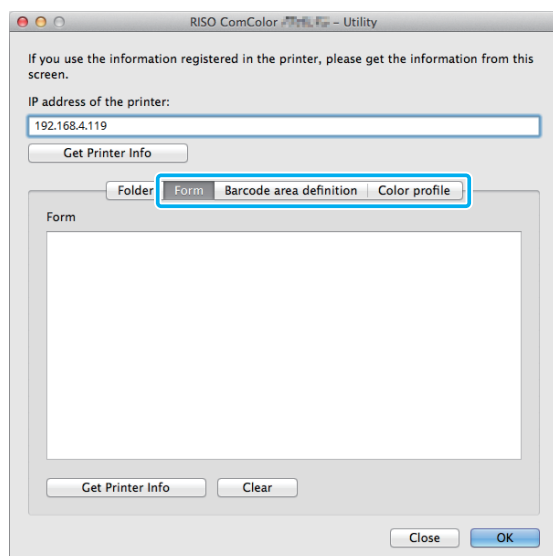 RISO ComColor – Utility
If you use the information registered in the printer, please get the information from this
screen.
IP address of the printer:
192.168.4.119
Get Printer Info
Folder Form Barcode area definition Color profile
Form
Get Printer Info Clear
Close OK